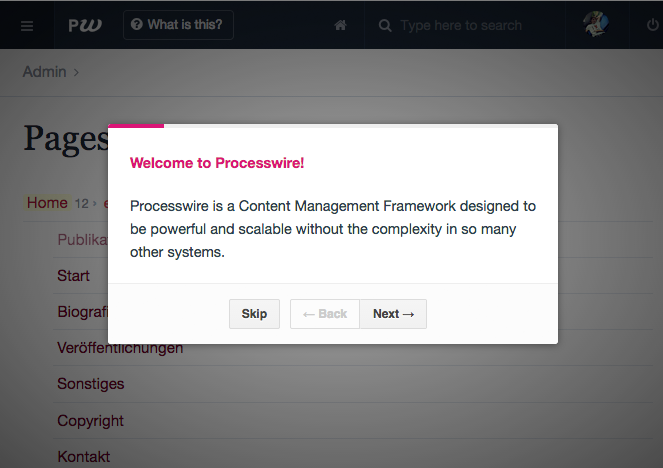 PW
What is this?
Type here to search
Admin ›
Pages
Welcome to Processwire!
Processwire is a Content Management Framework designed to
be powerful and scalable without the complexity in so many
other systems.
Skip
← Back
Next →
Home 12 ›
Start
Veröffentlichungen
Sonstiges
Copyright
Kontakt